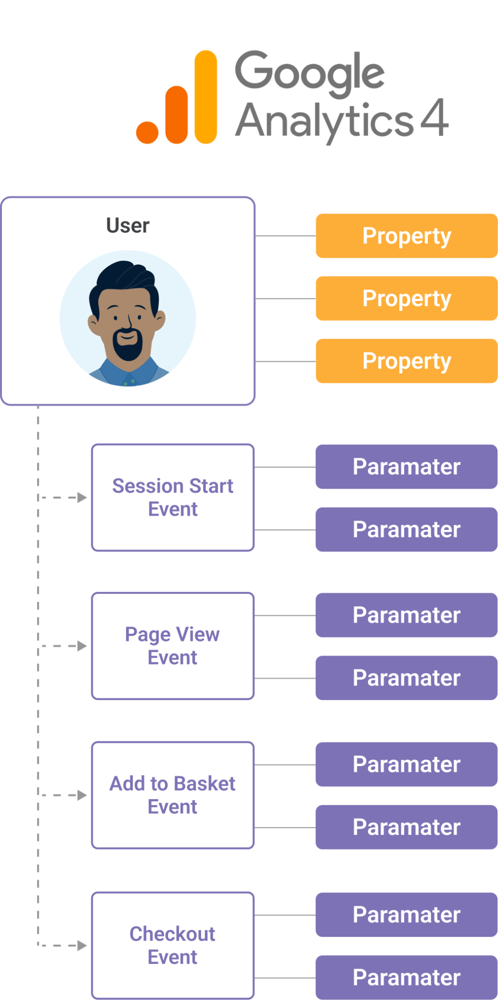 Google
Analytics 4
User
Property
Property
Property
Session Start
Event
Paramater
Paramater
Page View
Event
Paramater
Paramater
Add to Basket
Event
Paramater
Paramater
Checkout
Event
Paramater
Paramater